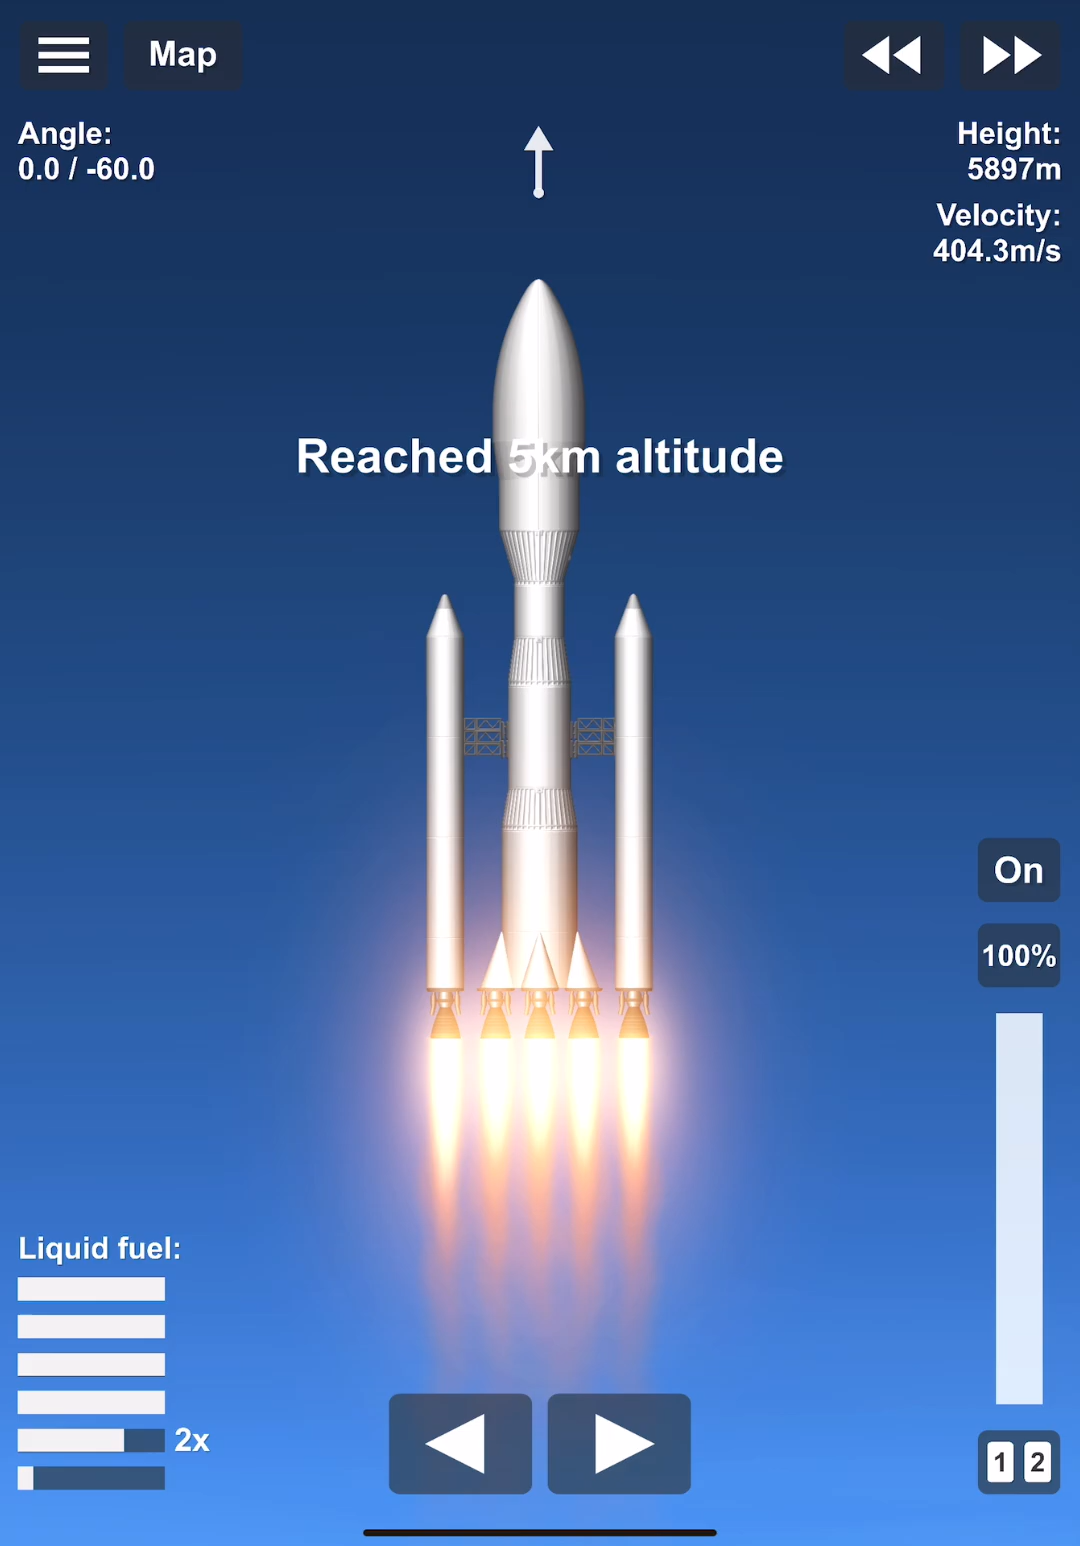 Map
Angle:
0.0 / -60.0
Height:
5897m
Velocity:
404.3m/s
Reached 5km altitude
On
100%
Liquid fuel:
2x
1 2